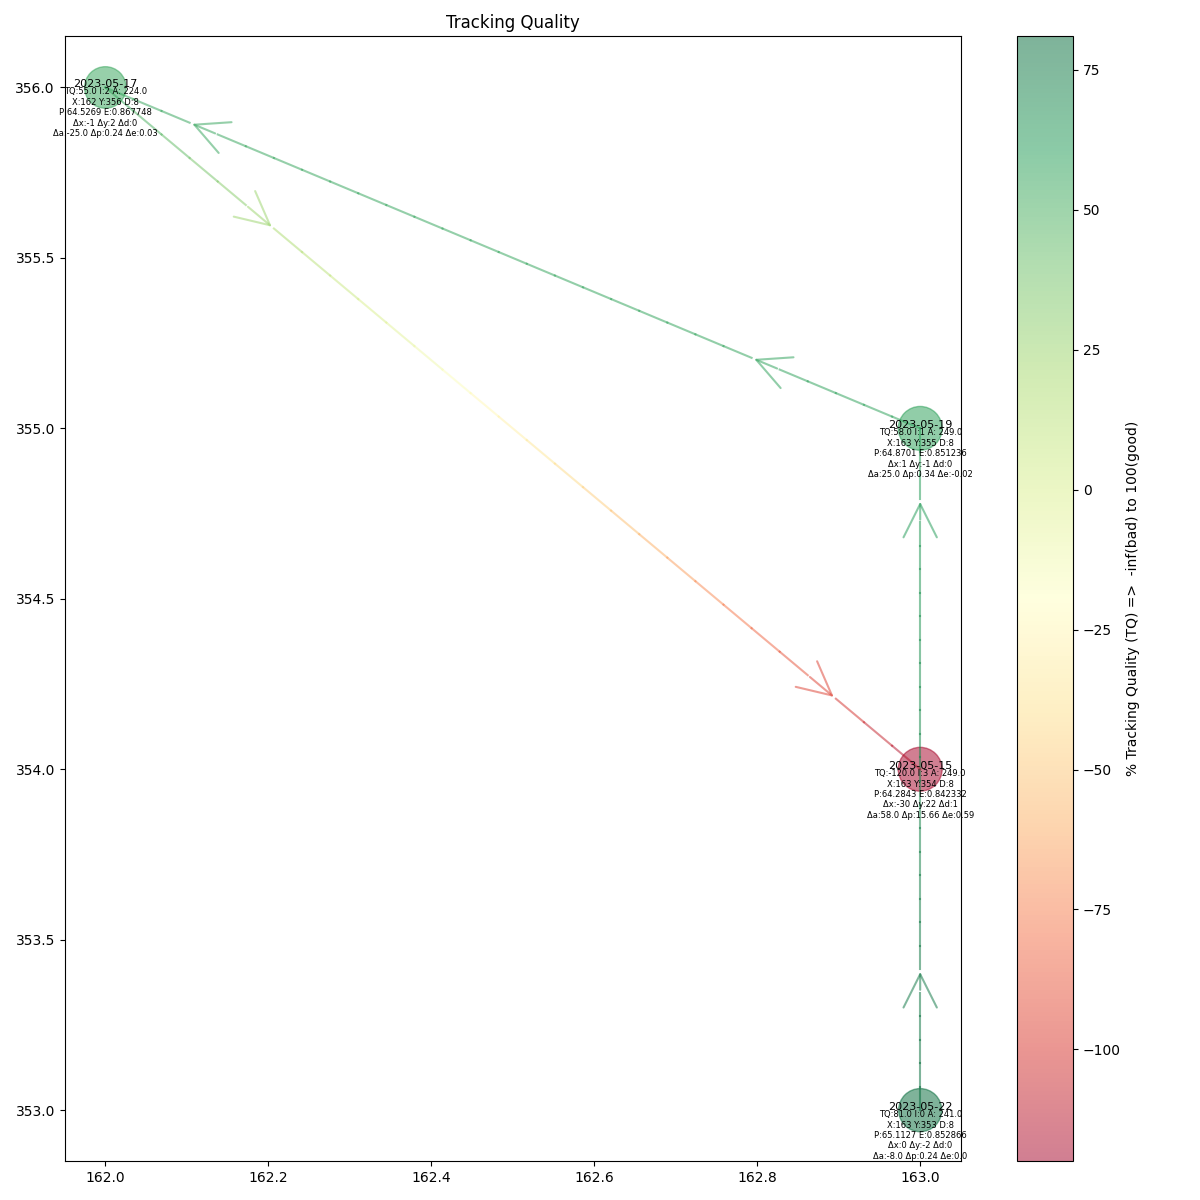 Tracking Quality
356.0
355.5
355.0
354.5
354.0
353.5
353.0
162.0
162.2
162.4
162.6
162.8
163.0
2023-05-17
TQ:55.0 I:2 A: 224.0
X:162 Y:356 D:8
P:64.5269 E:0.867748
Δx:-1 Δy:2 Δd:0
Δa:-25.0 Δp:0.24 Δe:0.03
2023-05-19
TQ:58.0 I:1 A: 249.0
X:163 Y:355 D:8
P:64.8701 E:0.851236
Δx:1 Δy:-1 Δd:0
Δa:25.0 Δp:0.34 Δe:-0.02
2023-05-15
TQ:-120.0 I:3 A: 249.0
X:163 Y:354 D:8
P:64.2843 E:0.842332
Δx:-30 Δy:22 Δd:1
Δa:58.0 Δp:15.66 Δe:0.59
2023-05-22
TQ:81.0 I:0 A: 241.0
X:163 Y:353 D:8
P:65.1127 E:0.852866
Δx:0 Δy:-2 Δd:0
Δa:-8.0 Δp:0.24 Δe:0.0
75
50
25
0
−25
−50
−75
−100
% Tracking Quality (TQ) => -inf(bad) to 100(good)